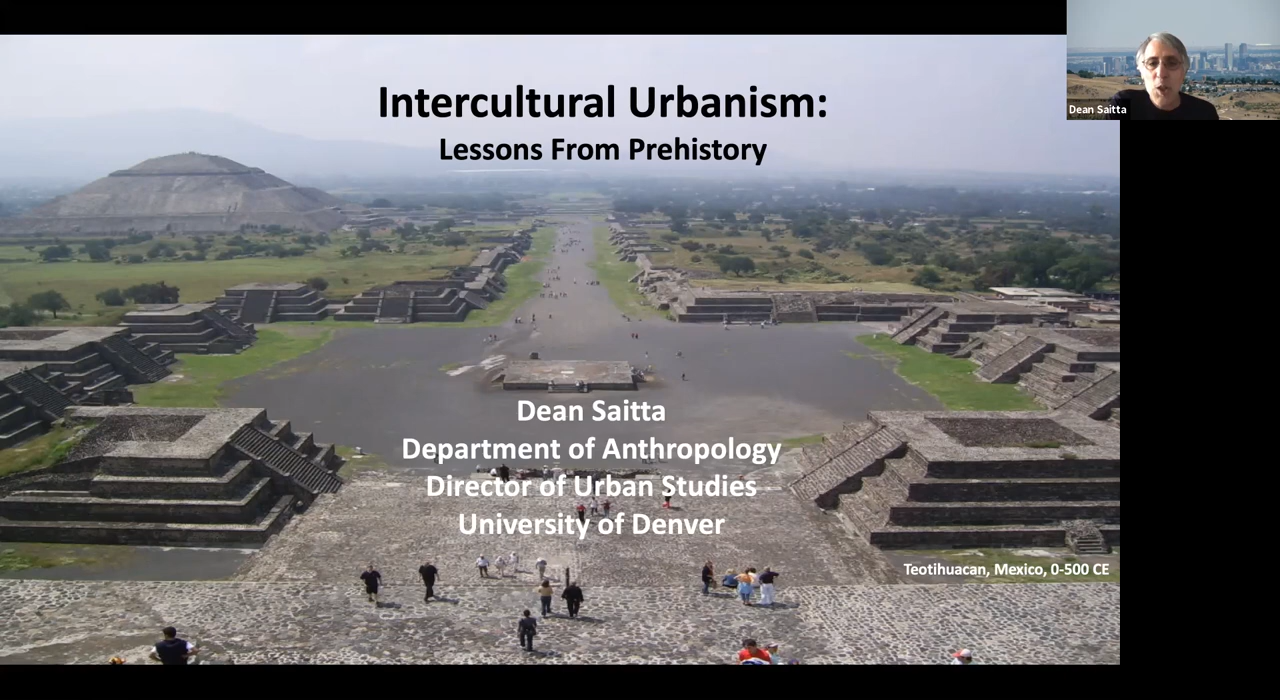 Intercultural Urbanism:
Lessons From Prehistory
Dean Saitta
Dean Saitta
Department of Anthropology
Director of Urban Studies
University of Denver
Teotihuacan, Mexico, 0-500 CE